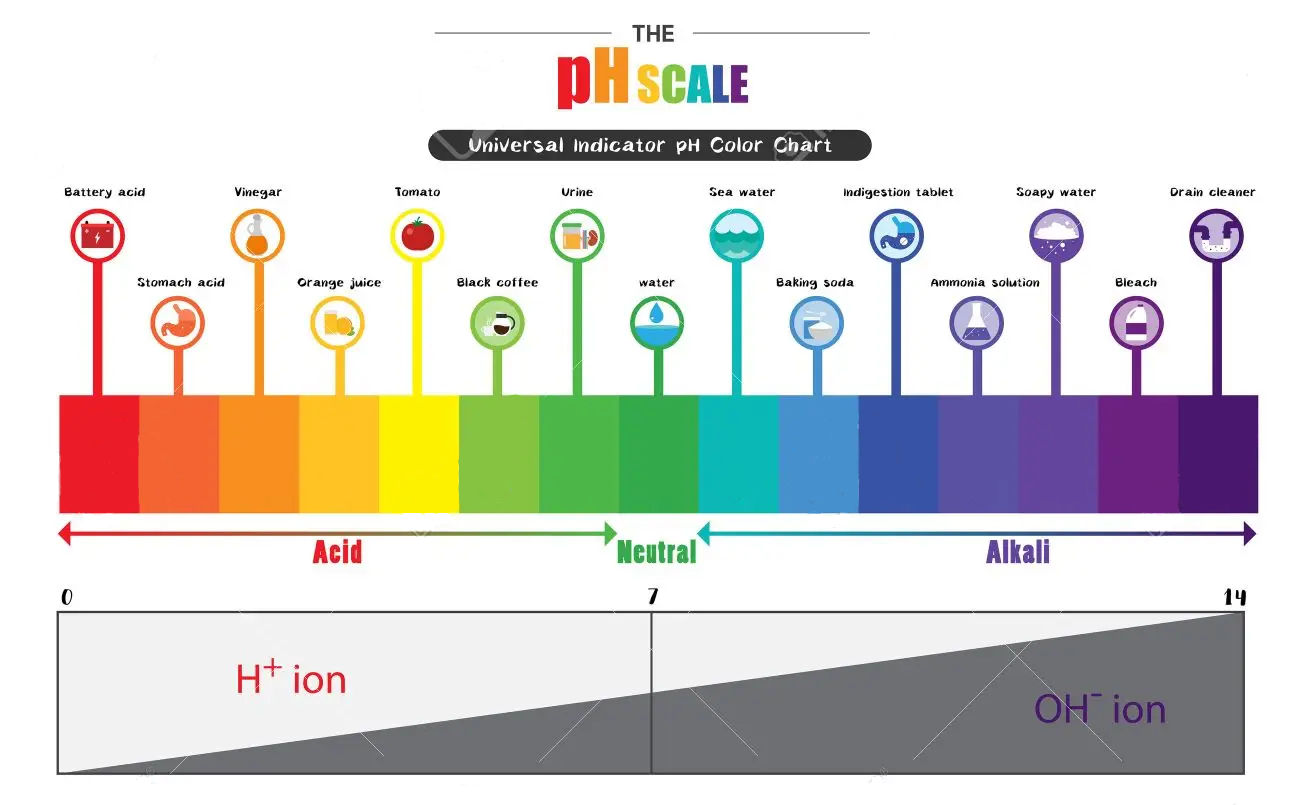 THE
pH SCALE
Universal Indicator pH Color Chart
Battery acid
Vinegar
Tomato
Urine
Sea water
Indigestion tablet
Soapy water
Drain cleaner
Stomach acid
Orange juice
Black coffee
water
Baking soda
Ammonia solution
Bleach
Acid
Neutral
Alkali
0
7
14
H⁺ ion
OH⁻ ion